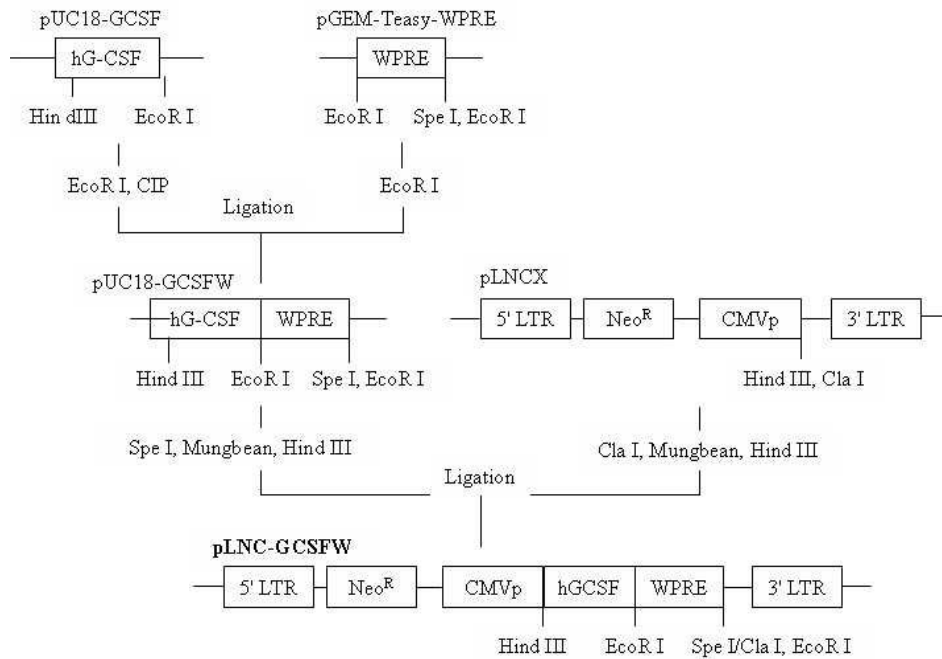 pUC18-GCSF pGEM-Teasy-WPRE
hG-CSF WPRE
Hin dIII EcoR I EcoR I Spe I, EcoR I
EcoR I, CIP EcoR I
Ligation
pUC18-GCSFW pLNCX
hG-CSF WPRE 5' LTR Neo^R CMVp 3' LTR
Hind III EcoR I Spe I, EcoR I Hind III, Cla I
Spe I, Mungbean, Hind III Cla I, Mungbean, Hind III
Ligation
pLNC-GCSFW
5' LTR Neo^R CMVp hGCSF WPRE 3' LTR
Hind III EcoR I Spe I/Cla I, EcoR I